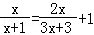 x/(x+1) = 2x/(3x+3) + 1